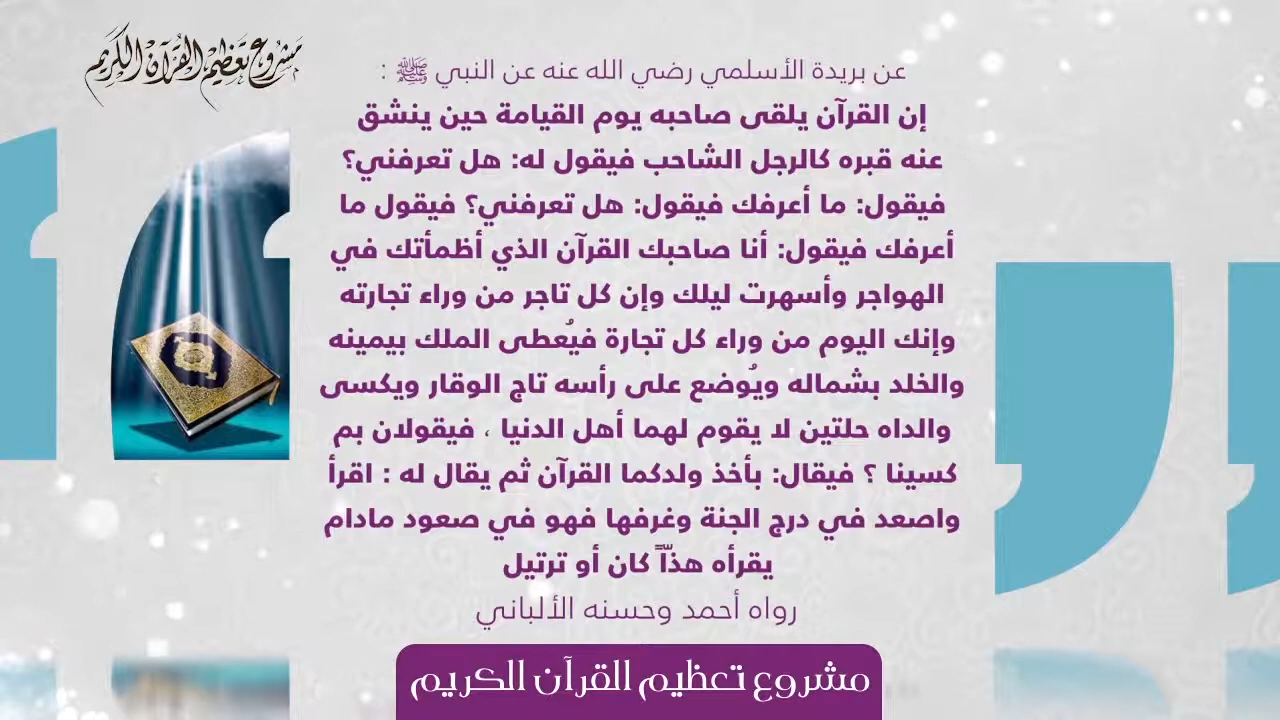 مشروع تعظيم القرآن الكريم
عن بريدة الأسلمي رضي الله عنه عن النبي ﷺ :
إن القرآن يلقى صاحبه يوم القيامة حين ينشق
عنه قبره كالرجل الشاحب فيقول له: هل تعرفني؟
فيقول: ما أعرفك فيقول: هل تعرفني؟ فيقول ما
أعرفك فيقول: أنا صاحبك القرآن الذي أظمأتك في
الهواجر وأسهرت ليلك وإن كل تاجر من وراء تجارته
وإنك اليوم من وراء كل تجارة فيُعطى الملك بيمينه
والخلد بشماله ويُوضع على رأسه تاج الوقار ويكسى
والداه حلتين لا يقوم لهما أهل الدنيا ، فيقولان بم
كسينا ؟ فيقال: بأخذ ولدكما القرآن ثم يقال له : اقرأ
واصعد في درج الجنة وغرفها فهو في صعود مادام
يقرأه هذّاً كان أو ترتيل
رواه أحمد وحسنه الألباني
مشروع تعظيم القرآن الكريم